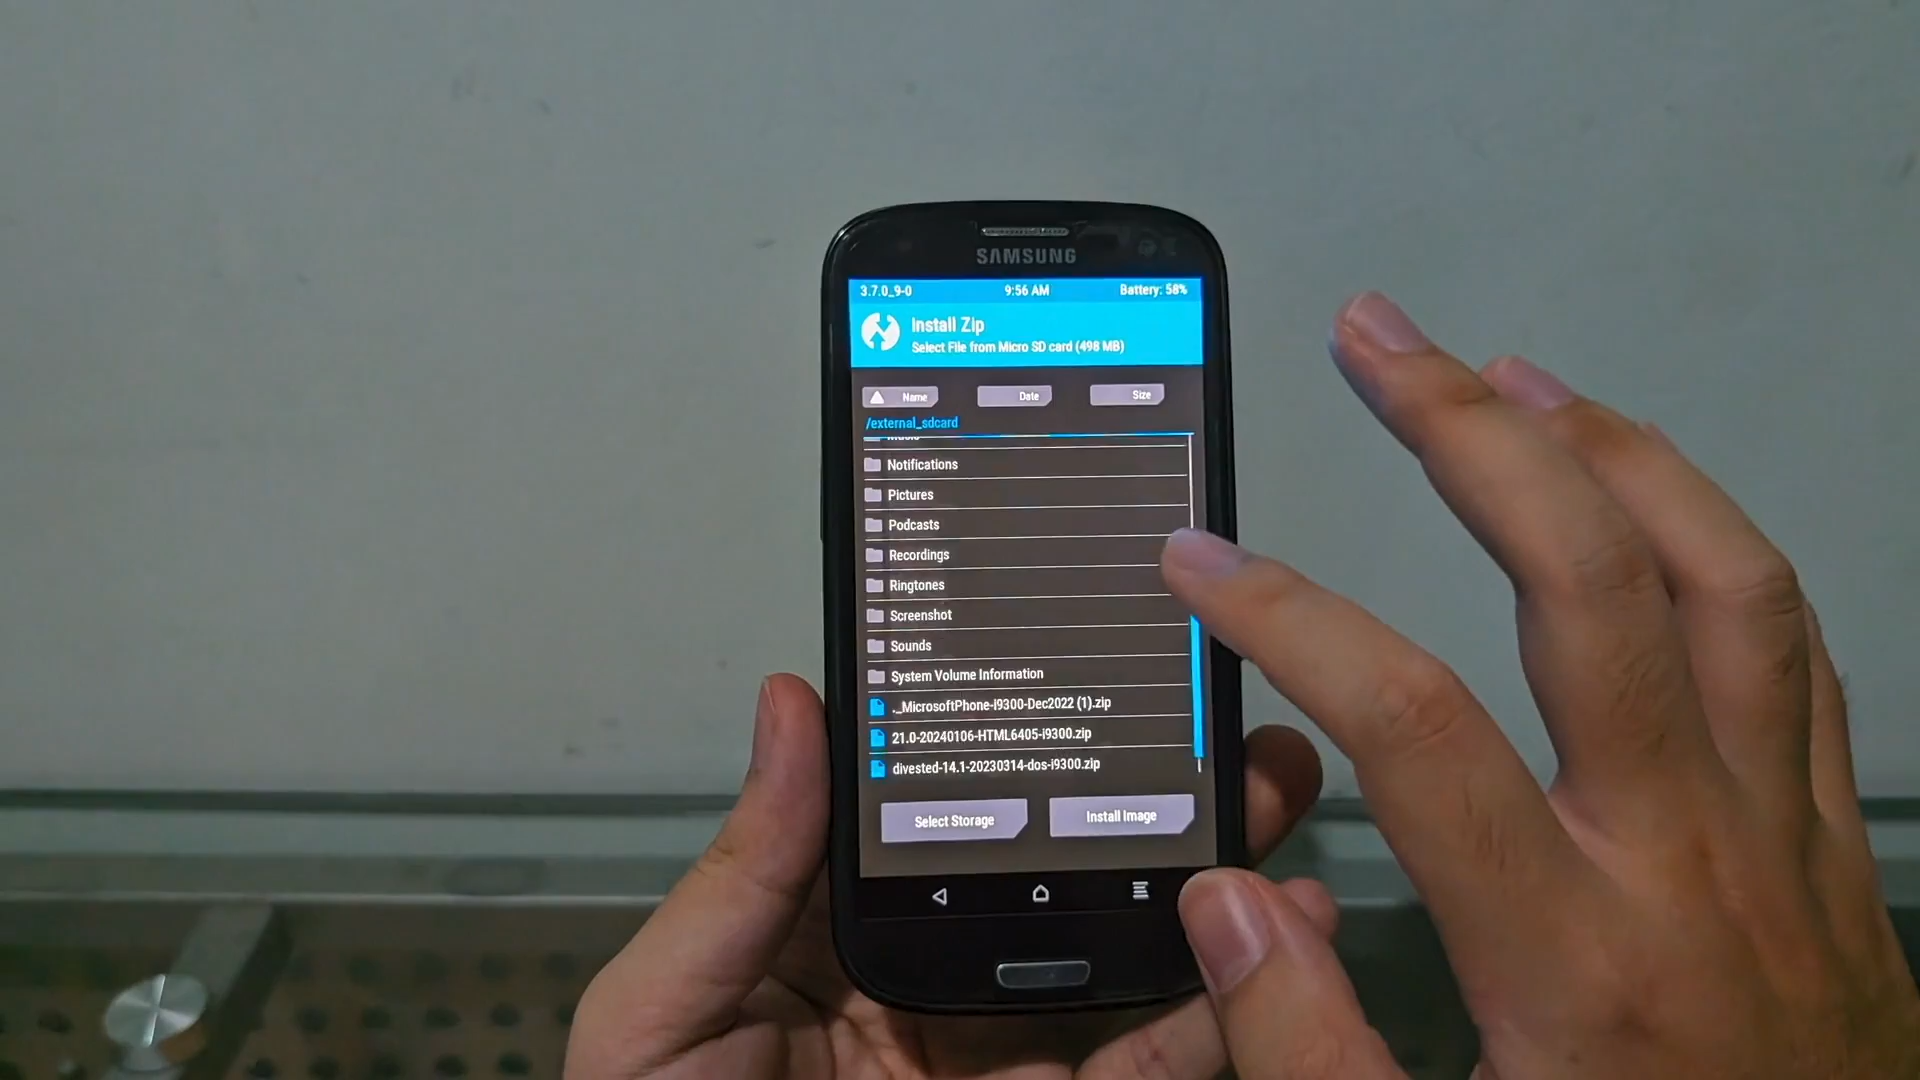 SAMSUNG
3.7.0_9-0 9:56 AM Battery: 58%
Install Zip
Select File from Micro SD card (498 MB)
Name Date Size
/external_sdcard
Music
Notifications
Pictures
Podcasts
Recordings
Ringtones
Screenshot
Sounds
System Volume Information
._MicrosoftPhone-i9300-Dec2022 (1).zip
21.0-20240106-HTML6405-i9300.zip
divested-14.1-20230314-dos-i9300.zip
Select Storage Install Image